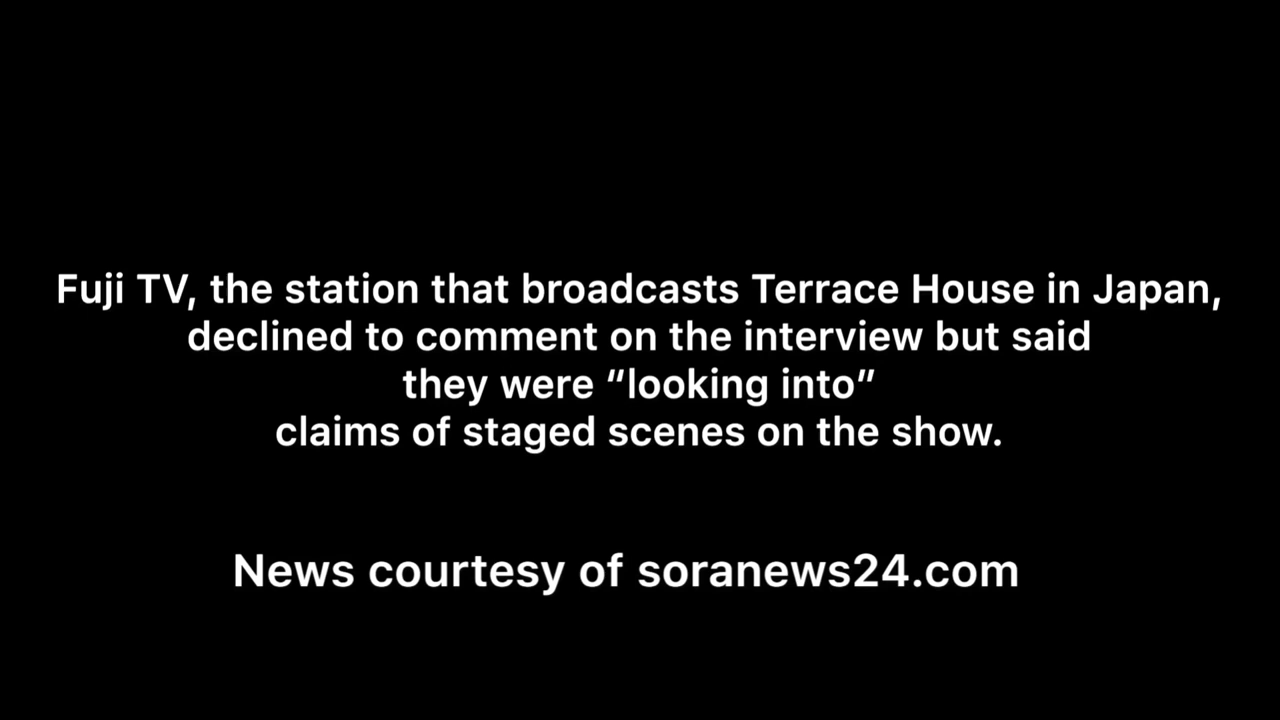 Fuji TV, the station that broadcasts Terrace House in Japan,
declined to comment on the interview but said
they were “looking into”
claims of staged scenes on the show.
News courtesy of soranews24.com